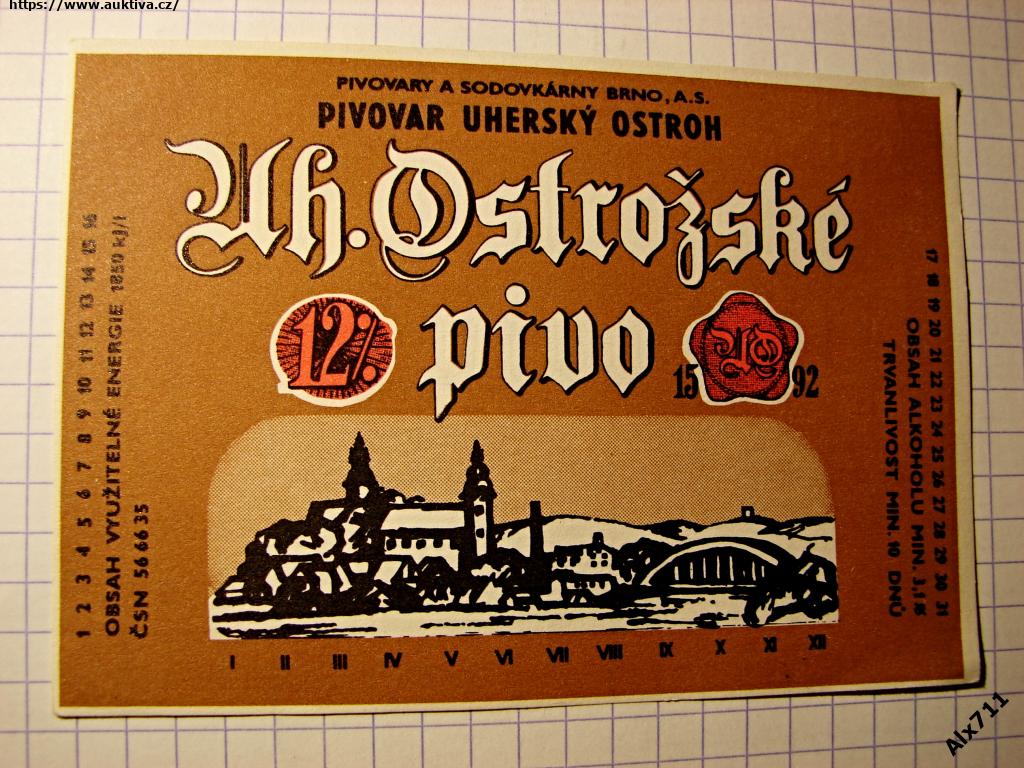 https://www.auktiva.cz/
PIVOVARY A SODOVKÁRNY BRNO, A.S.
PIVOVAR UHERSKÝ OSTROH
Uh. Ostrožské
pivo
12%
15 UO 92
1 2 3 4 5 6 7 8 9 10 11 12 13 14 15 16
OBSAH VYUŽITELNÉ ENERGIE 1850 kJ/l
ČSN 56 66 35
17 18 19 20 21 22 23 24 25 26 27 28 29 30 31
OBSAH ALKOHOLU MIN. 3,1%
TRVANLIVOST MIN. 10 DNŮ
I II III IV V VI VII VIII IX X XI XII
Alx711